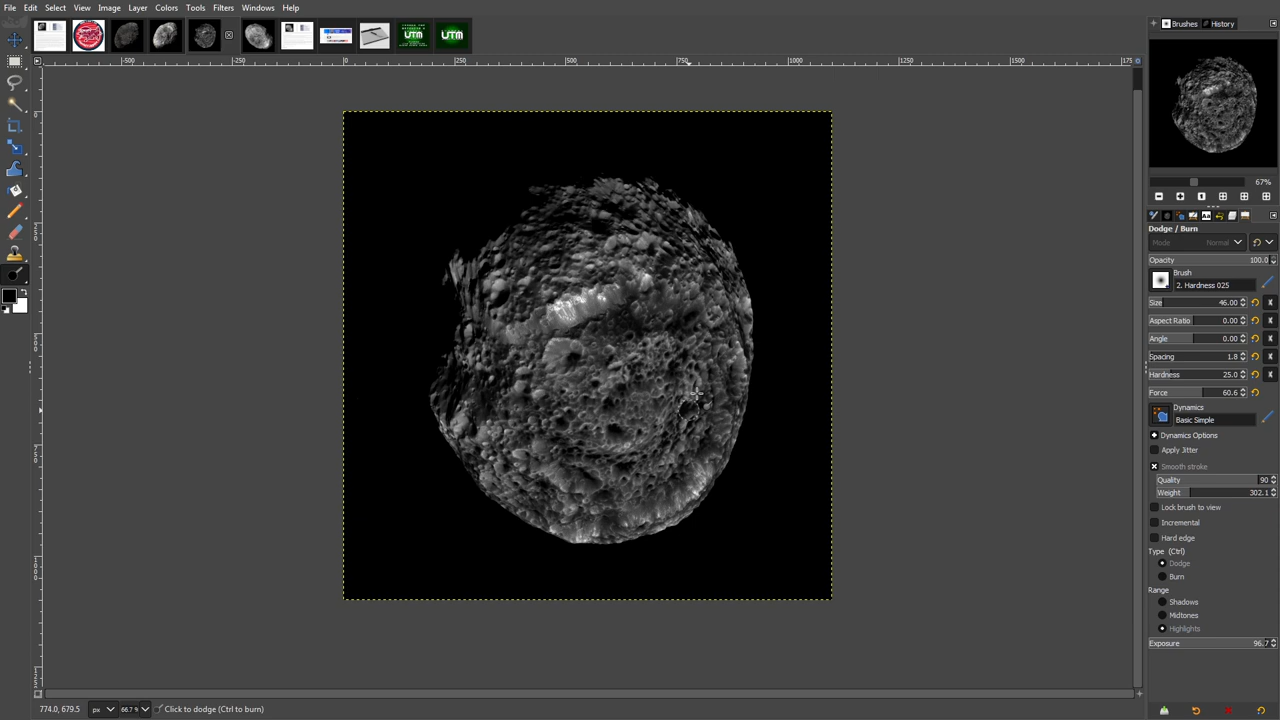 File Edit Select View Image Layer Colors Tools Filters Windows Help
Brushes History
UTM
UTM
-500 -250 0 250 500 750 1000 1250 1500 175
67%
Dodge / Burn
Mode Normal
Opacity 100.0
Brush
2. Hardness 025
Size 46.00
Aspect Ratio 0.00
Angle 0.00
Spacing 1.8
Hardness 25.0
Force 60.6
Dynamics
Basic Simple
Dynamics Options
Apply Jitter
Smooth stroke
Quality 90
Weight 302.1
Lock brush to view
Incremental
Hard edge
Type (Ctrl)
Dodge
Burn
Range
Shadows
Midtones
Highlights
Exposure 96.7
774.0, 679.5 px 66.7 % Click to dodge (Ctrl to burn)